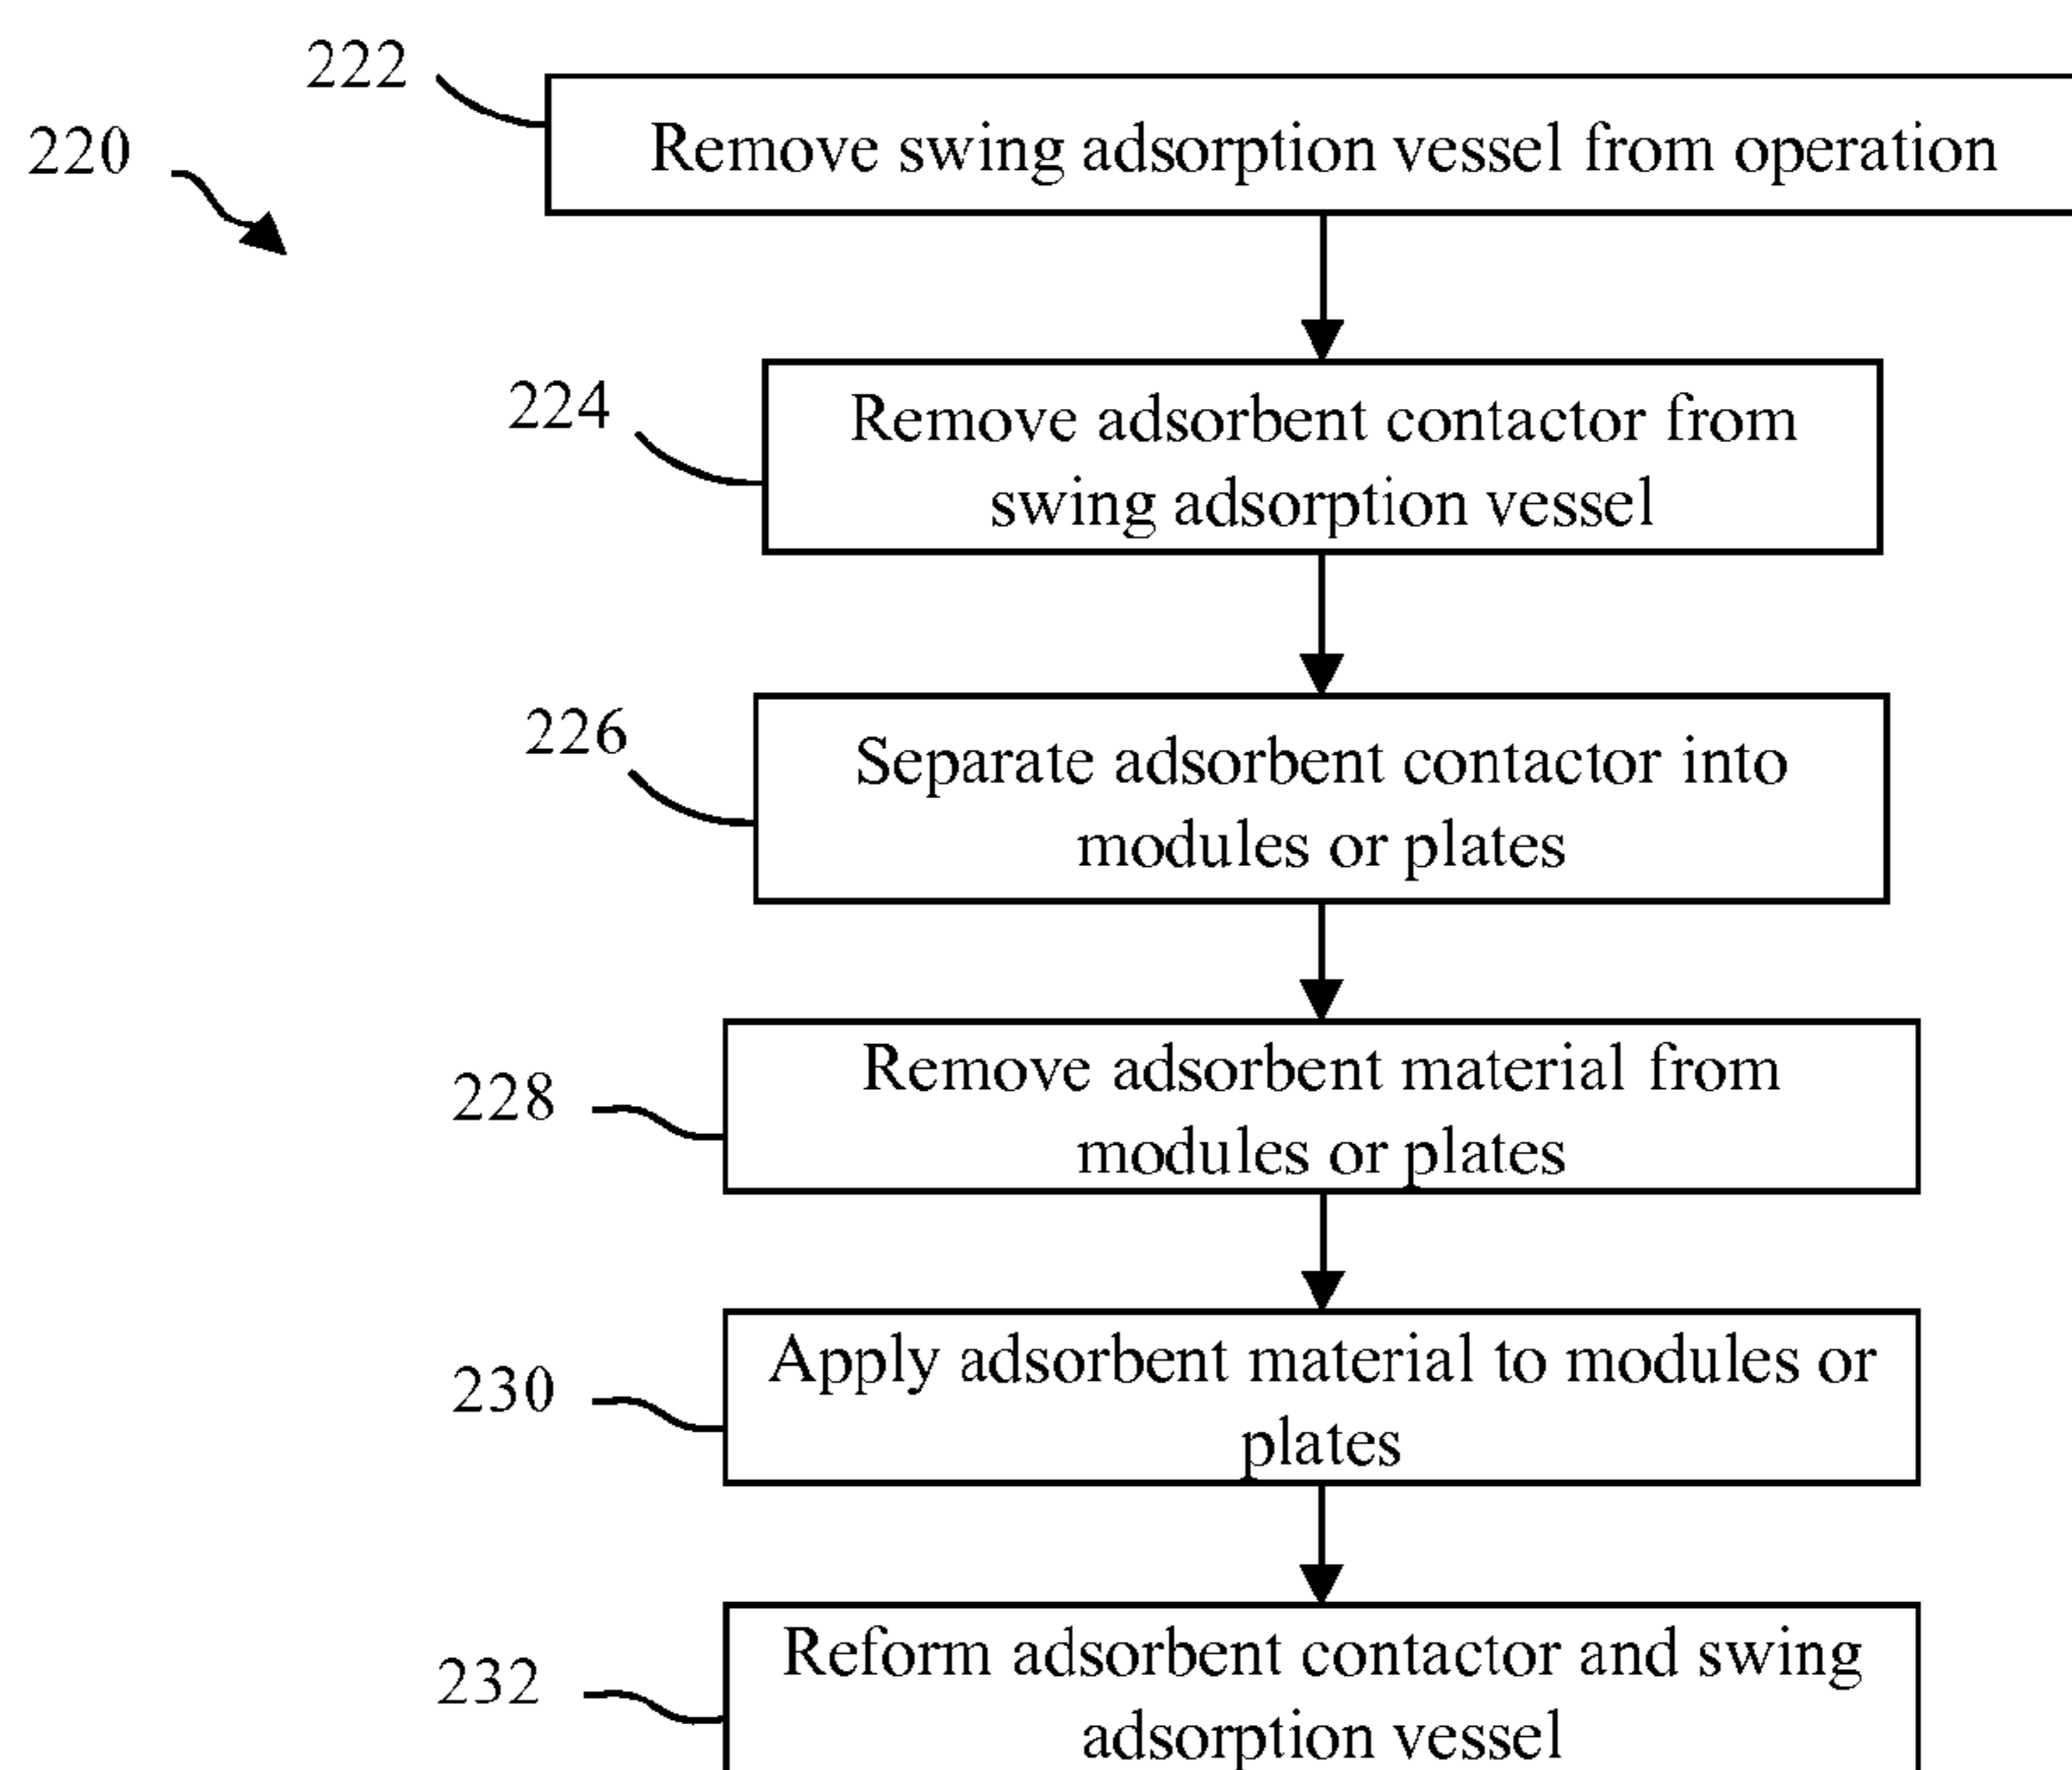 222
220
Remove swing adsorption vessel from operation
224
Remove adsorbent contactor from
swing adsorption vessel
226
Separate adsorbent contactor into
modules or plates
228
Remove adsorbent material from
modules or plates
230
Apply adsorbent material to modules or
plates
232
Reform adsorbent contactor and swing
adsorption vessel